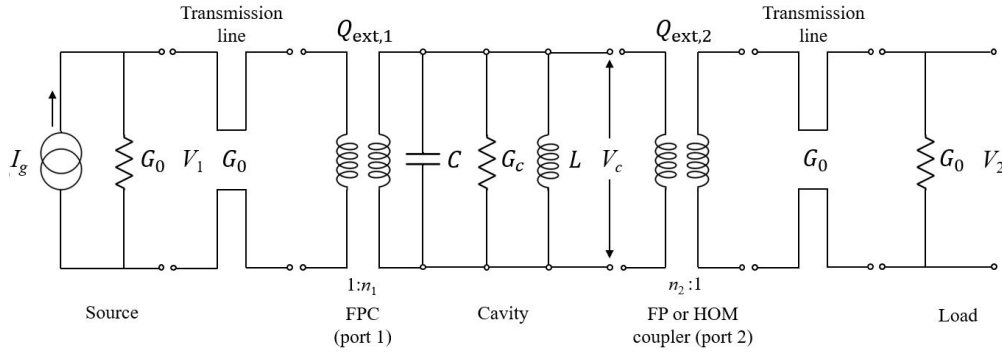 Transmission
line
Q_ext,1
Q_ext,2
Transmission
line
I_g
G_0
V_1
G_0
C
G_c
L
V_c
G_0
G_0
V_2
1:n_1
n_2:1
Source
FPC
(port 1)
Cavity
FP or HOM
coupler (port 2)
Load